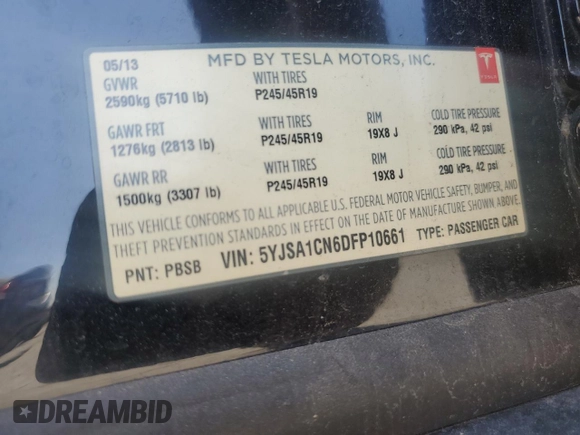 05/13 MFD BY TESLA MOTORS, INC.
TESLA
GVWR WITH TIRES
2590kg (5710 lb) P245/45R19
GAWR FRT WITH TIRES RIM COLD TIRE PRESSURE
1276kg (2813 lb) P245/45R19 19X8 J 290 kPa, 42 psi
GAWR RR WITH TIRES RIM COLD TIRE PRESSURE
1500kg (3307 lb) P245/45R19 19X8 J 290 kPa, 42 psi
THIS VEHICLE CONFORMS TO ALL APPLICABLE U.S. FEDERAL MOTOR VEHICLE SAFETY, BUMPER, AND
THEFT PREVENTION STANDARDS IN EFFECT ON THE DATE OF MANUFACTURE SHOWN ABOVE.
PNT: PBSB VIN: 5YJSA1CN6DFP10661 TYPE: PASSENGER CAR
DREAMBID